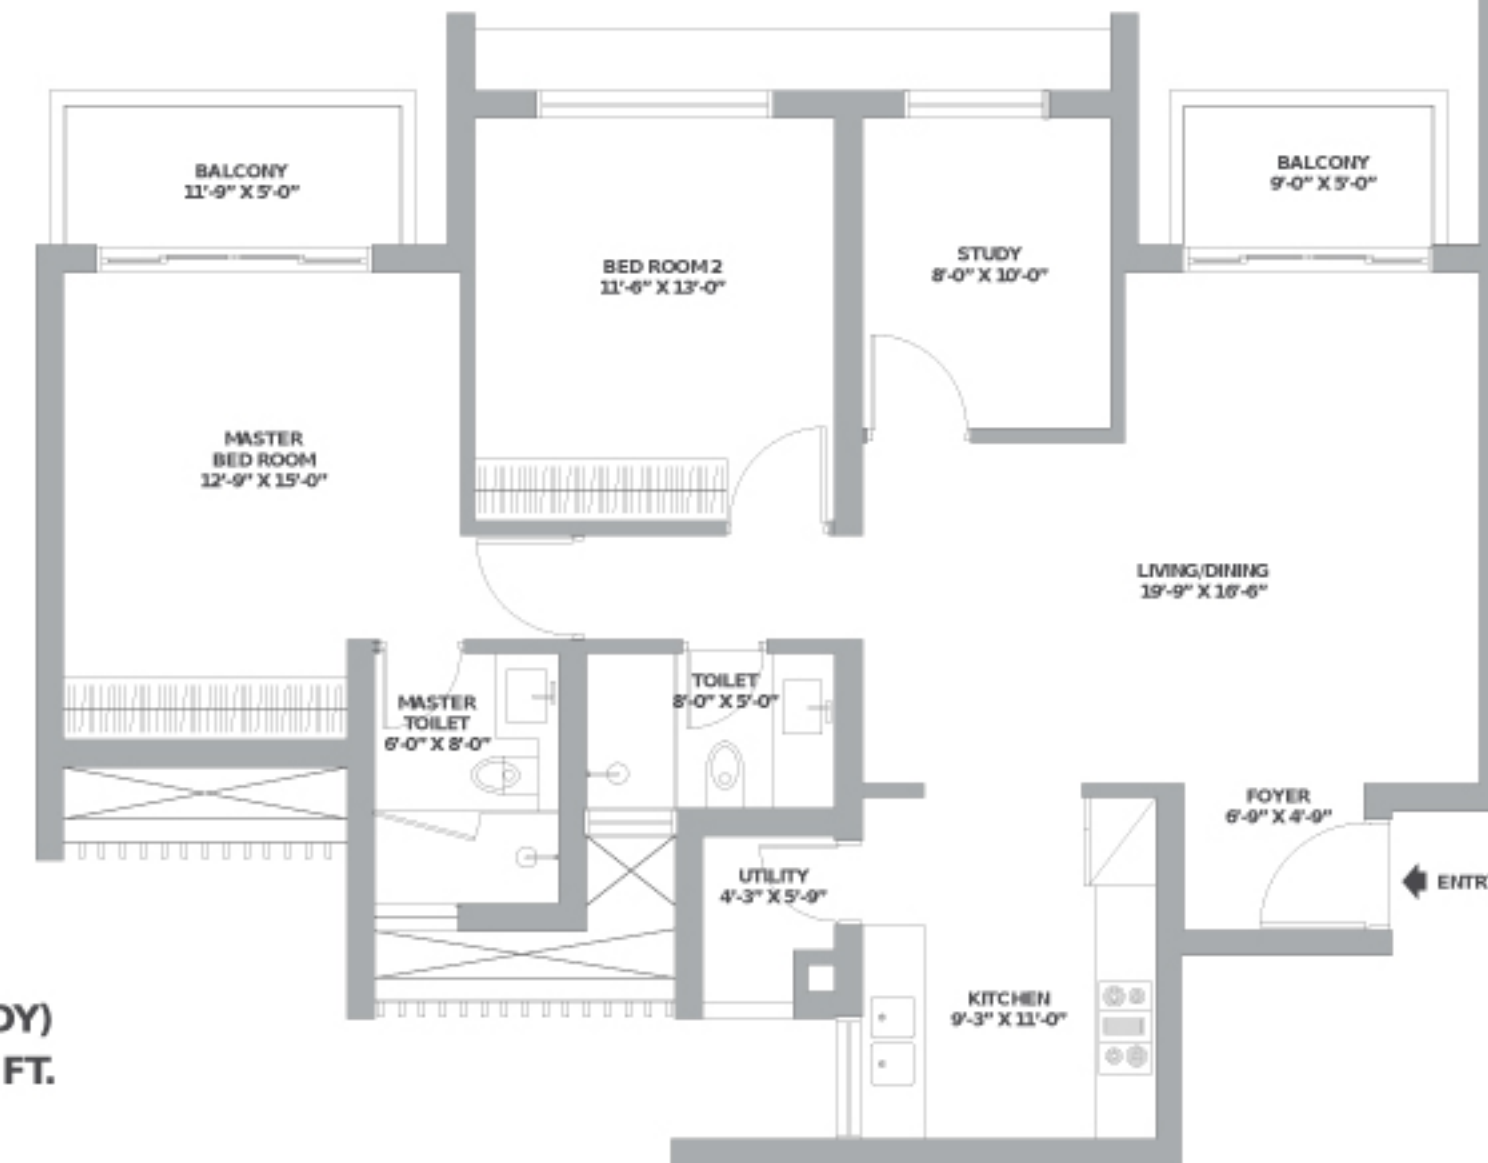 BALCONY
11'-9" X 5'-0"
BALCONY
9'-0" X 5'-0"
BED ROOM 2
11'-6" X 13'-0"
STUDY
8'-0" X 10'-0"
MASTER
BED ROOM
12'-9" X 15'-0"
LIVING/DINING
19'-9" X 16'-6"
MASTER
TOILET
6'-0" X 8'-0"
TOILET
8'-0" X 5'-0"
FOYER
6'-9" X 4'-9"
UTILITY
4'-3" X 5'-9"
ENTR
KITCHEN
9'-3" X 11'-0"
DY)
FT.